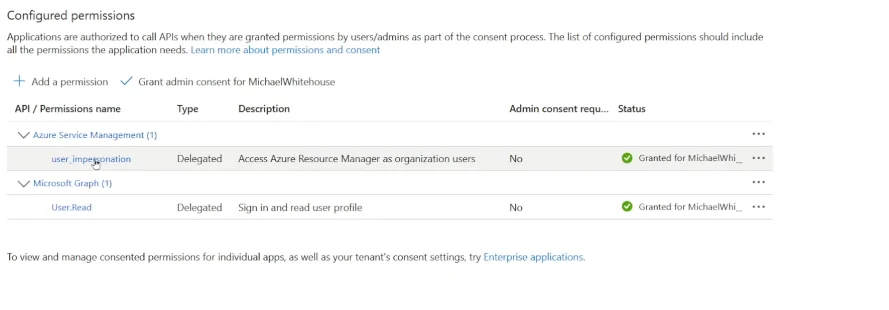 Configured permissions
Applications are authorized to call APIs when they are granted permissions by users/admins as part of the consent process. The list of configured permissions should include
all the permissions the application needs. Learn more about permissions and consent
Add a permission Grant admin consent for MichaelWhitehouse
API / Permissions name Type Description Admin consent requ... Status
Azure Service Management (1) ...
user_impersonation Delegated Access Azure Resource Manager as organization users No Granted for MichaelWhi_ ...
Microsoft Graph (1) ...
User.Read Delegated Sign in and read user profile No Granted for MichaelWhi_ ...
To view and manage consented permissions for individual apps, as well as your tenant's consent settings, try Enterprise applications.